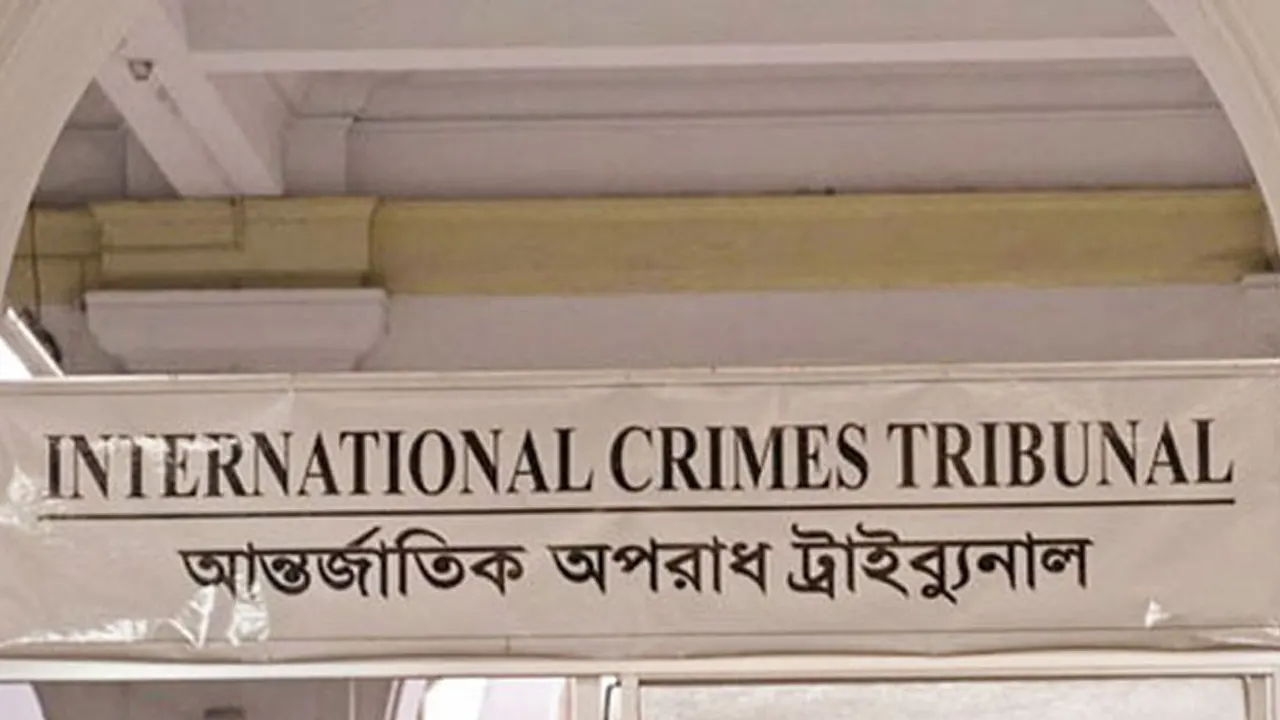 INTERNATIONAL CRIMES TRIBUNAL
আন্তর্জাতিক অপরাধ ট্রাইব্যুনাল